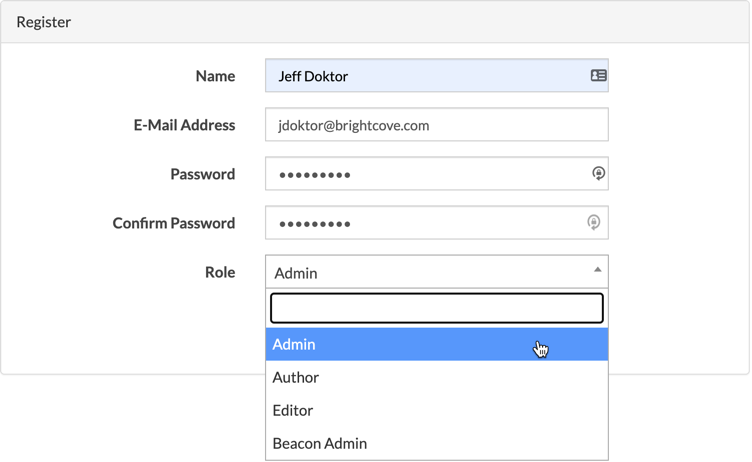 Register
Name Jeff Doktor
E-Mail Address jdoktor@brightcove.com
Password •••••••••
Confirm Password •••••••••
Role Admin
Admin
Author
Editor
Beacon Admin